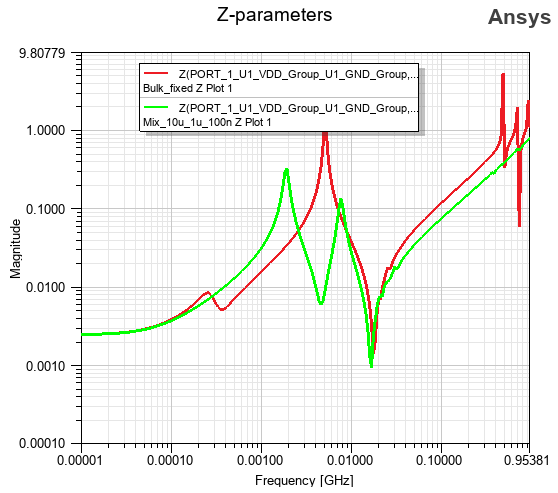 Z-parameters
Ansys
9.80779
Z(PORT_1_U1_VDD_Group_U1_GND_Group,...
Bulk_fixed Z Plot 1
Z(PORT_1_U1_VDD_Group_U1_GND_Group,...
Mix_10u_1u_100n Z Plot 1
1.0000
0.1000
Magnitude
0.0100
0.0010
0.00010
0.00001
0.00010
0.00100
0.01000
0.10000
0.95381
Frequency [GHz]